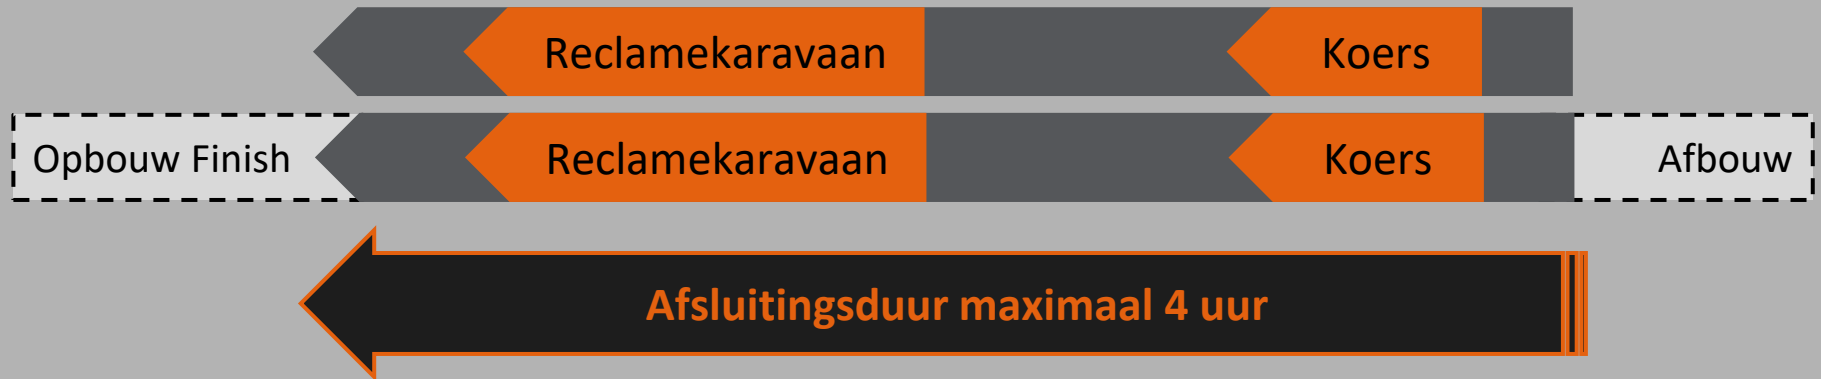 Reclamekaravaan Koers
Opbouw Finish Reclamekaravaan Koers Afbouw
Afsluitingsduur maximaal 4 uur